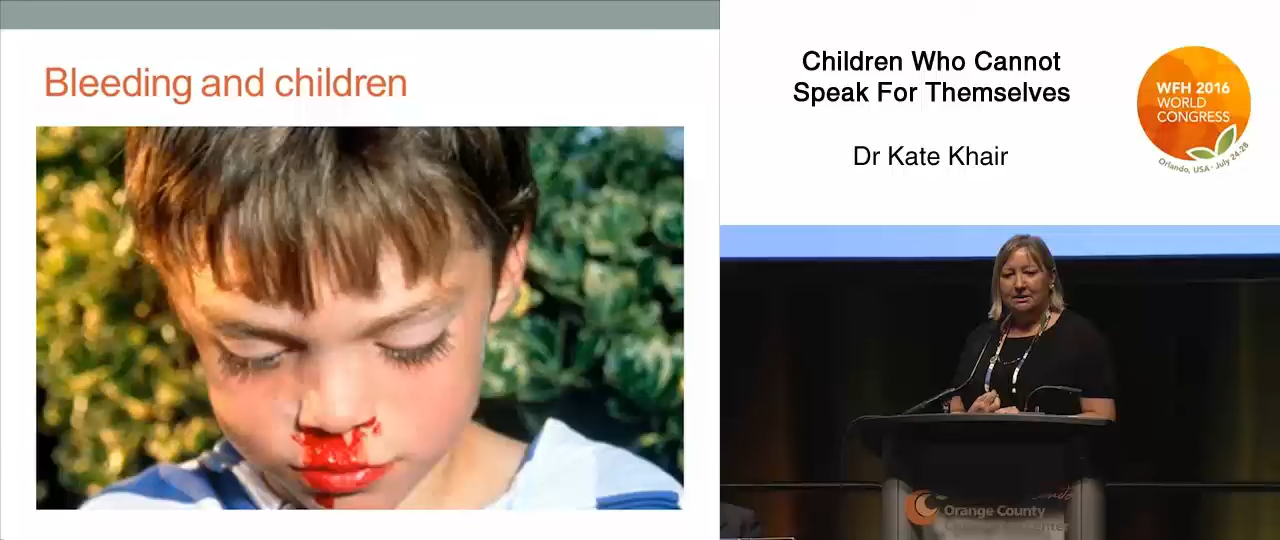 Bleeding and children
Children Who Cannot
Speak For Themselves
Dr Kate Khair
WFH 2016
WORLD
CONGRESS
Orlando, USA · July 24-28
Orange County